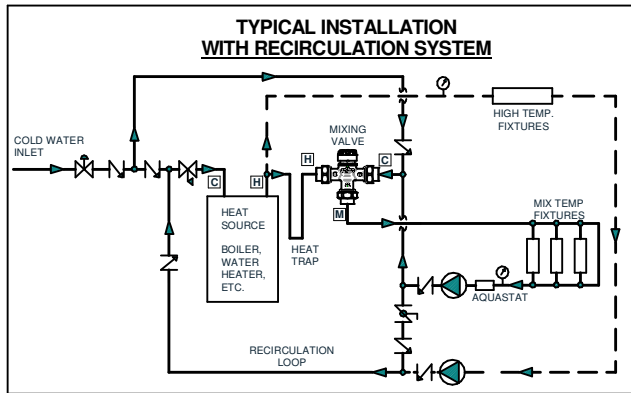 TYPICAL INSTALLATION
WITH RECIRCULATION SYSTEM
HIGH TEMP.
FIXTURES
COLD WATER
INLET
MIXING
VALVE
H
C
C
H
M
HEAT
SOURCE
BOILER,
WATER
HEATER,
ETC.
HEAT
TRAP
MIX TEMP
FIXTURES
AQUASTAT
RECIRCULATION
LOOP